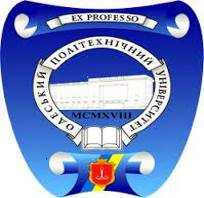 EX PROFESSO
ОДЕСЬКИЙ ПОЛІТЕХНІЧНИЙ УНІВЕРСИТЕТ
MCMXVIII